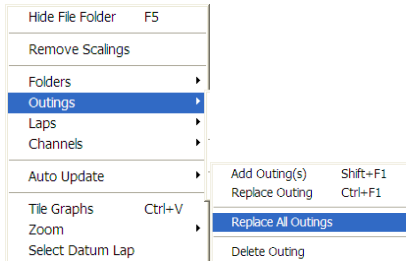 Hide File Folder F5
Remove Scalings
Folders
Outings
Laps
Channels
Auto Update
Tile Graphs Ctrl+V
Zoom
Select Datum Lap
Add Outing(s) Shift+F1
Replace Outing Ctrl+F1
Replace All Outings
Delete Outing